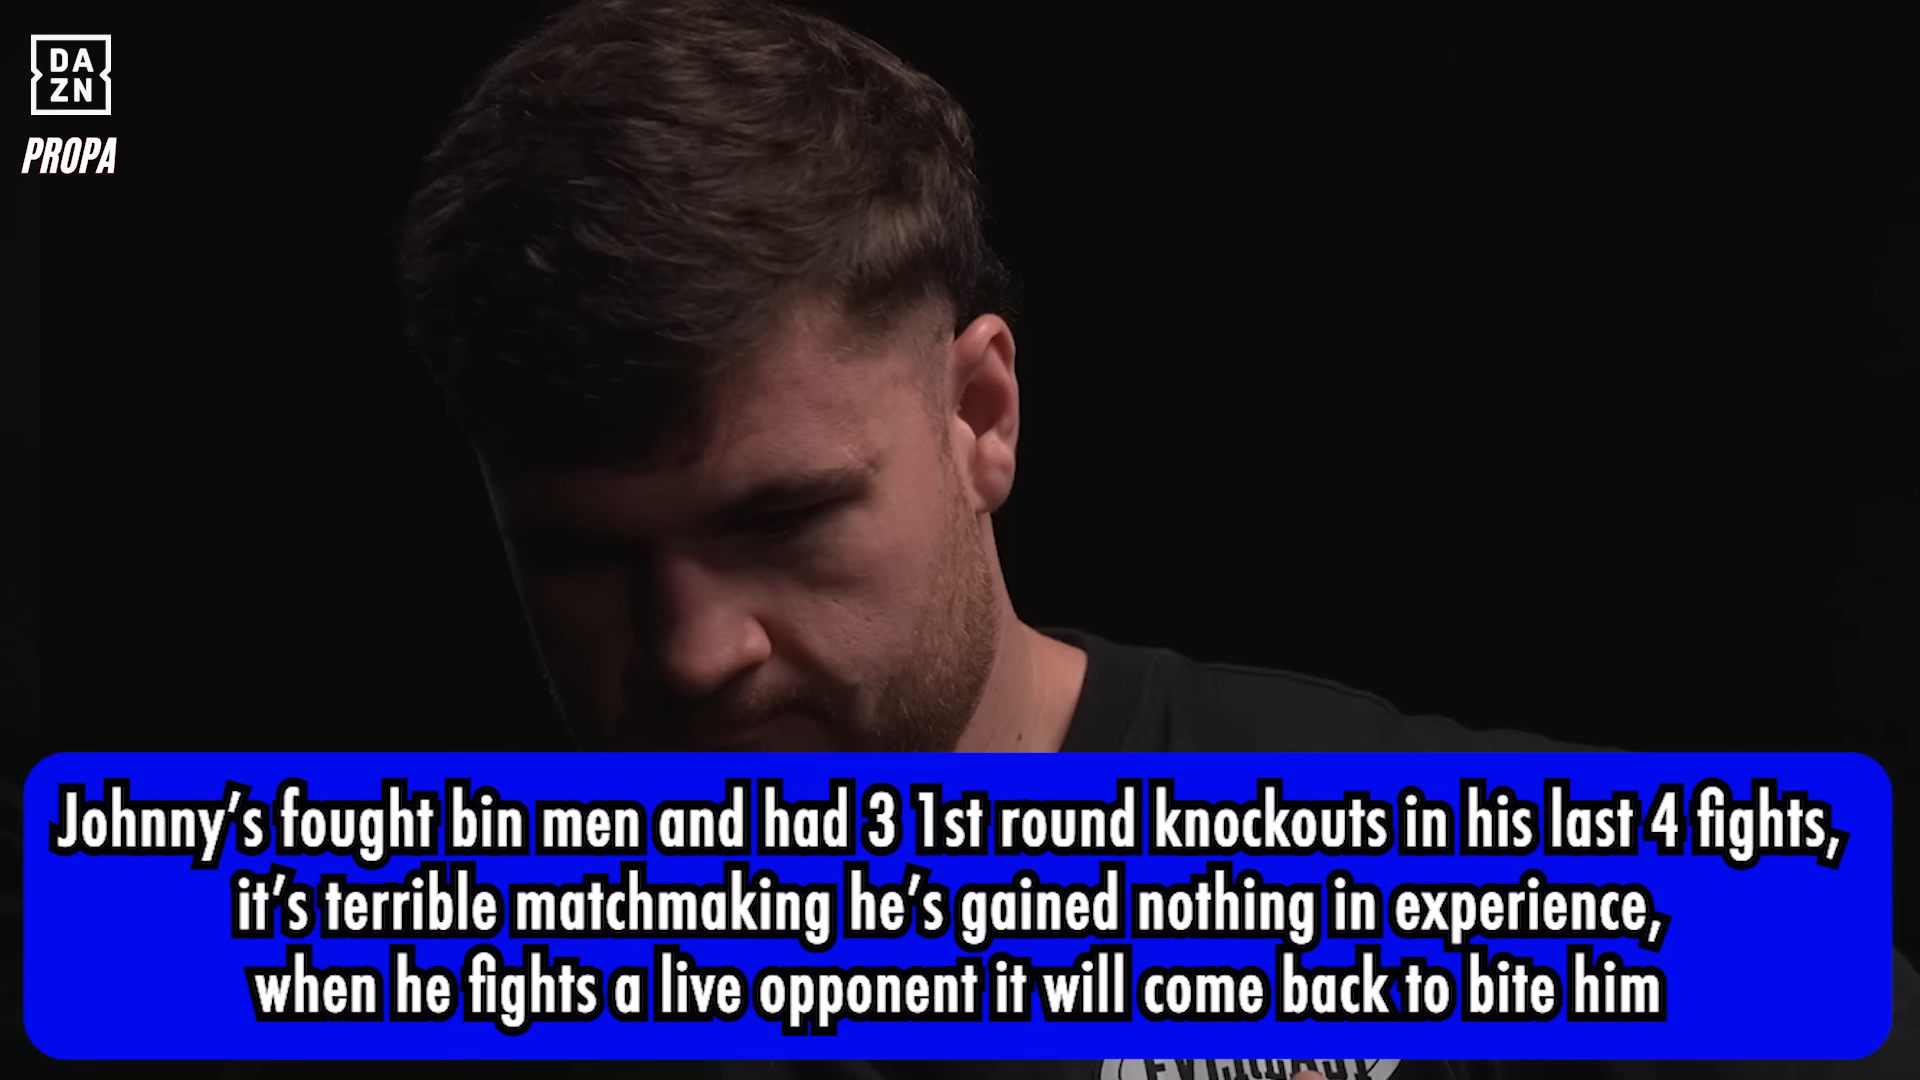 DA
ZN
PROPA
Johnny’s fought bin men and had 3 1st round knockouts in his last 4 fights,
it’s terrible matchmaking he’s gained nothing in experience,
when he fights a live opponent it will come back to bite him